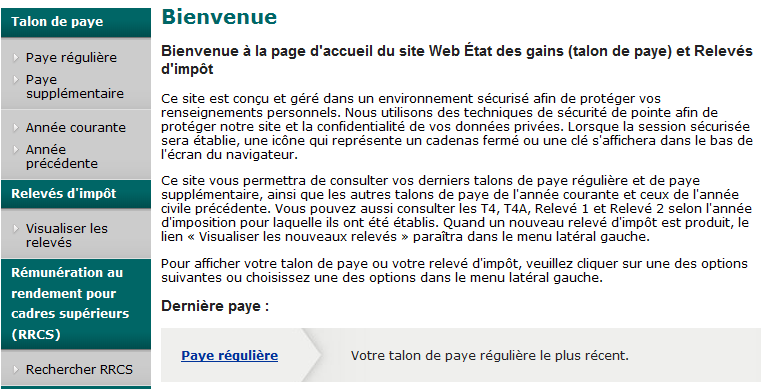 Talon de paye
Paye régulière
Paye
supplémentaire
Année courante
Année
précédente
Relevés d'impôt
Visualiser les
relevés
Rémunération au
rendement pour
cadres supérieurs
(RRCS)
Rechercher RRCS
Bienvenue
Bienvenue à la page d'accueil du site Web État des gains (talon de paye) et Relevés
d'impôt
Ce site est conçu et géré dans un environnement sécurisé afin de protéger vos
renseignements personnels. Nous utilisons des techniques de sécurité de pointe afin de
protéger notre site et la confidentialité de vos données privées. Lorsque la session sécurisée
sera établie, une icône qui représente un cadenas fermé ou une clé s'affichera dans le bas de
l'écran du navigateur.
Ce site vous permettra de consulter vos derniers talons de paye régulière et de paye
supplémentaire, ainsi que les autres talons de paye de l'année courante et ceux de l'année
civile précédente. Vous pouvez aussi consulter les T4, T4A, Relevé 1 et Relevé 2 selon l'année
d'imposition pour laquelle ils ont été établis. Quand un nouveau relevé d'impôt est produit, le
lien « Visualiser les nouveaux relevés » paraîtra dans le menu latéral gauche.
Pour afficher votre talon de paye ou votre relevé d'impôt, veuillez cliquer sur une des options
suivantes ou choisissez une des options dans le menu latéral gauche.
Dernière paye :
Paye régulière
Votre talon de paye régulière le plus récent.